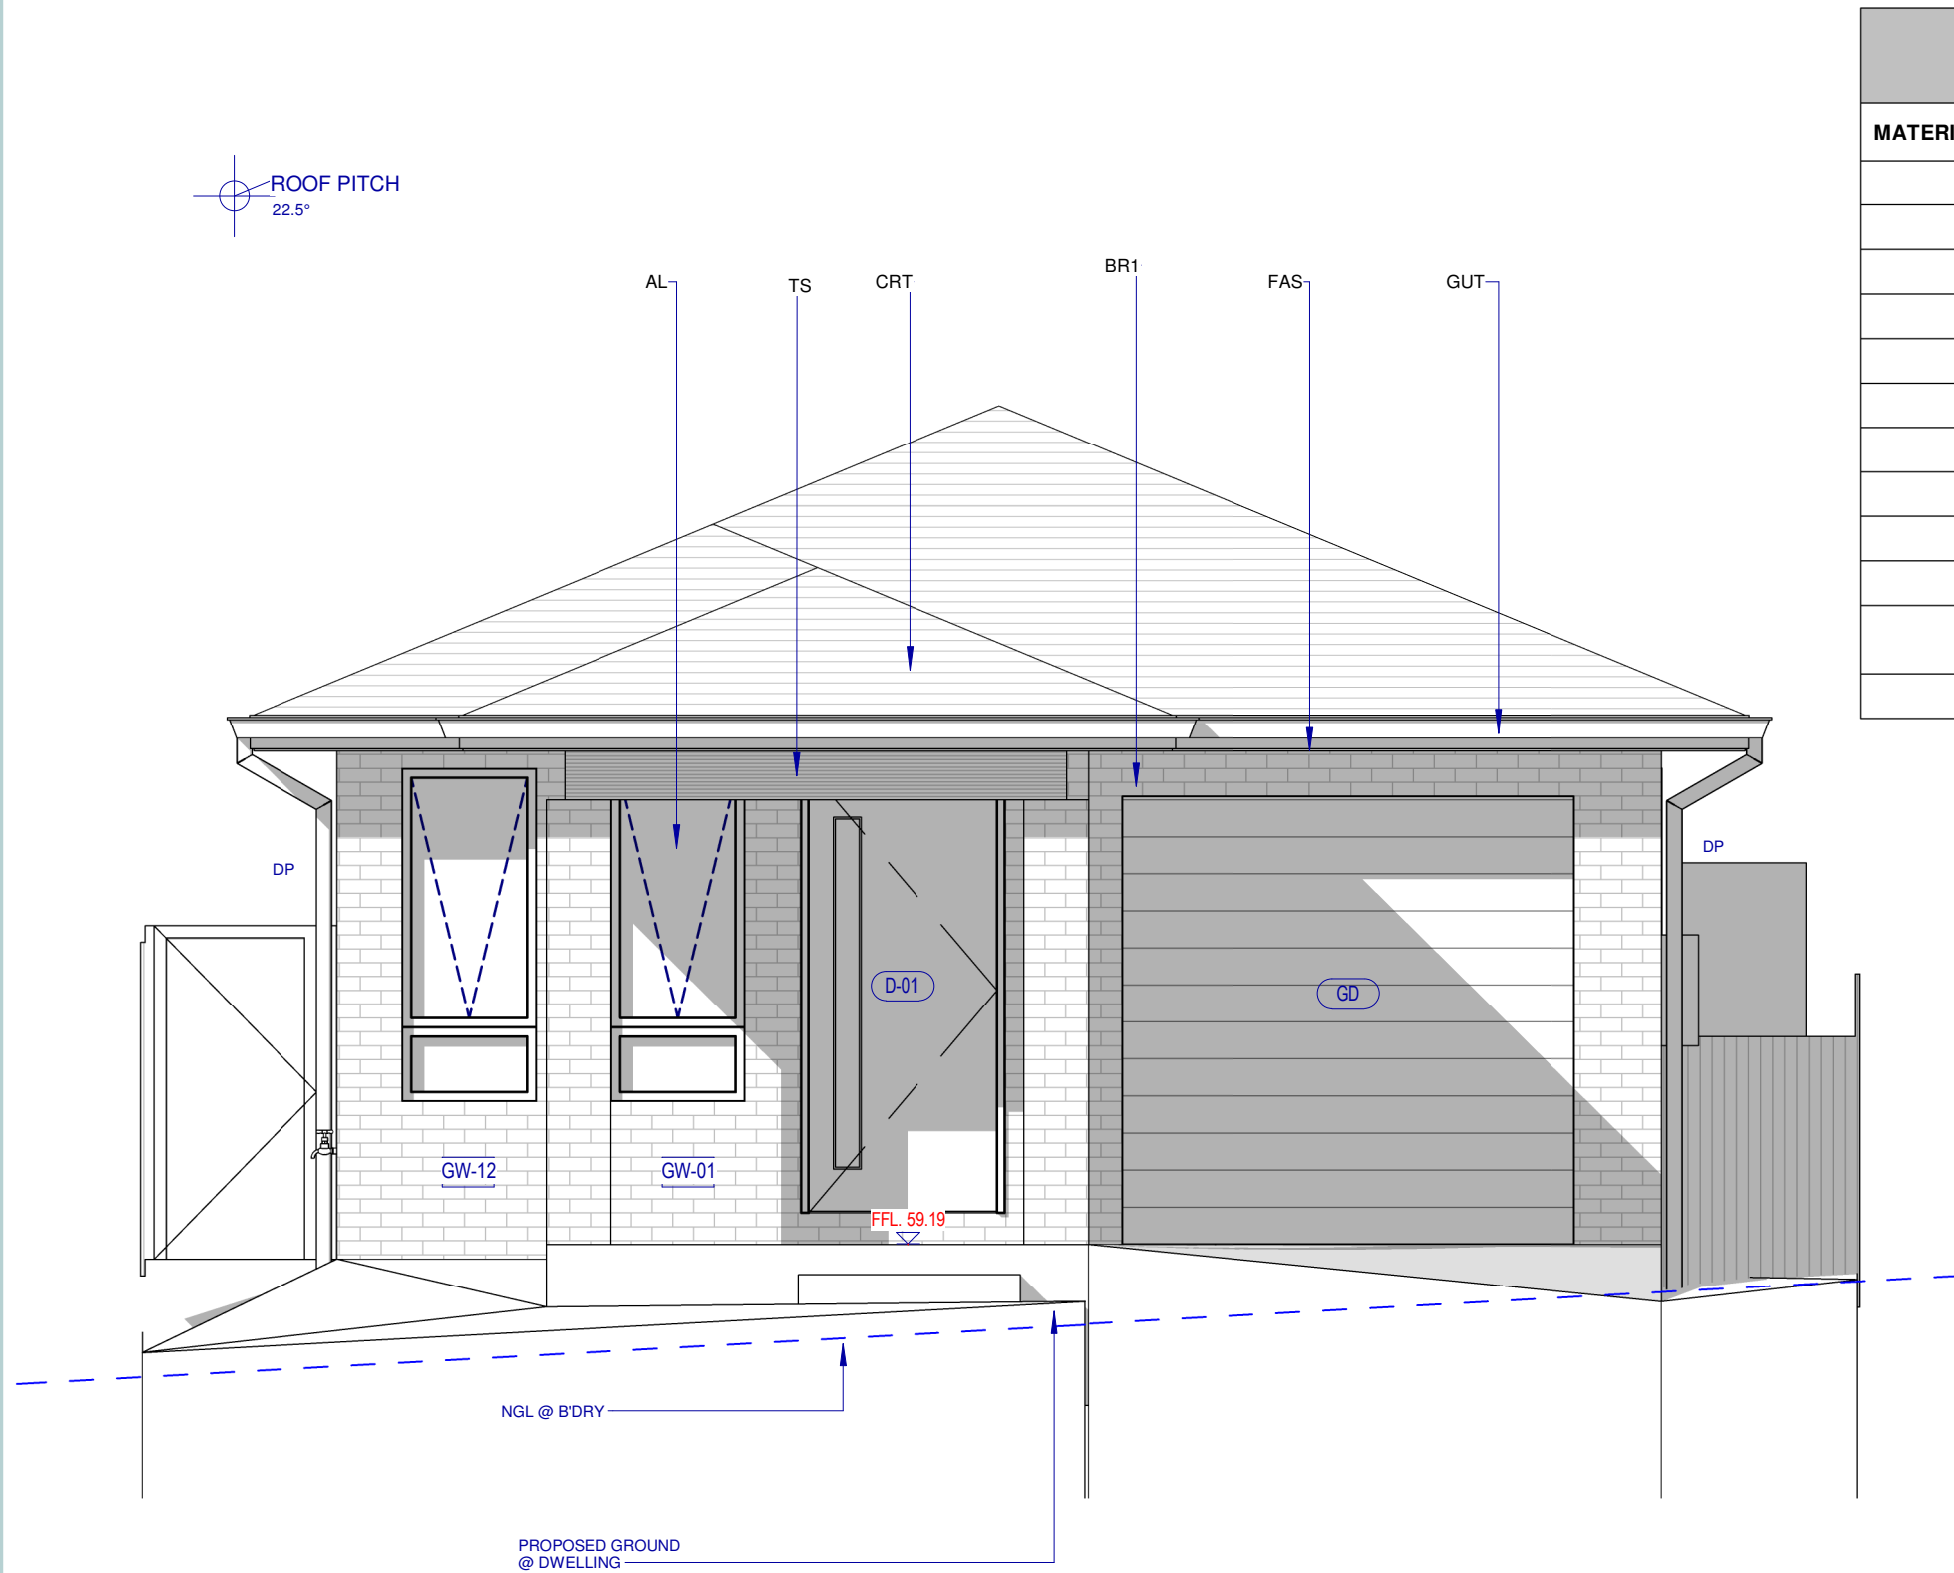 MATERI
ROOF PITCH
22.5°
AL
TS
CRT
BR1
FAS
GUT
DP
DP
D-01
GD
GW-12
GW-01
FFL. 59.19
NGL @ B'DRY
PROPOSED GROUND
@ DWELLING